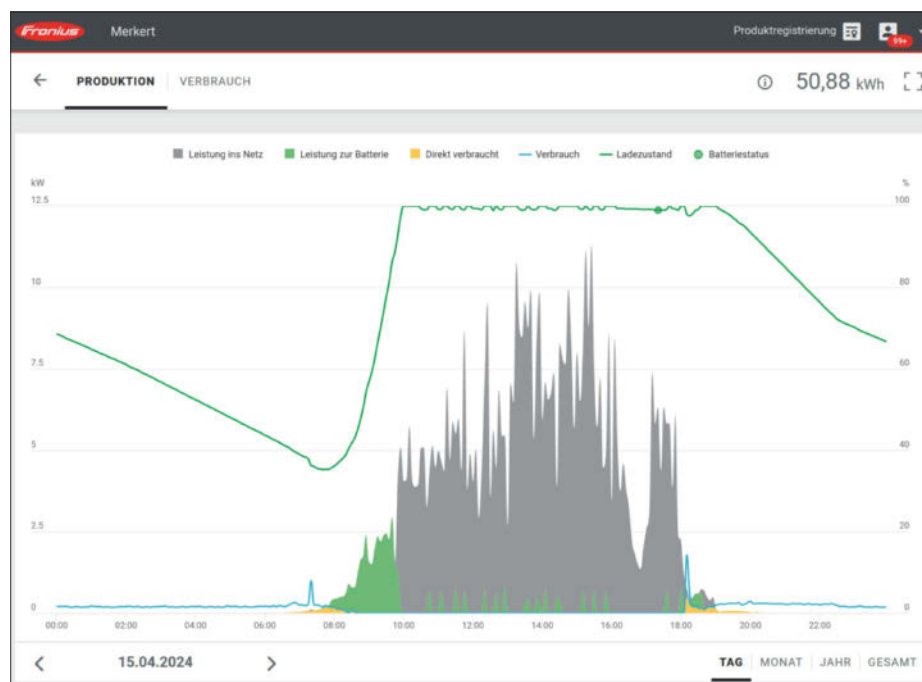 Fronius Merkert Produktregistrierung 99+
PRODUKTION VERBRAUCH 50,88 kWh
Leistung ins Netz Leistung zur Batterie Direkt verbraucht Verbrauch Ladezustand Batteriestatus
kW %
12.5 100
10 80
7.5 60
5 40
2.5 20
0 0
00:00 02:00 04:00 06:00 08:00 10:00 12:00 14:00 16:00 18:00 20:00 22:00
15.04.2024 TAG MONAT JAHR GESAMT